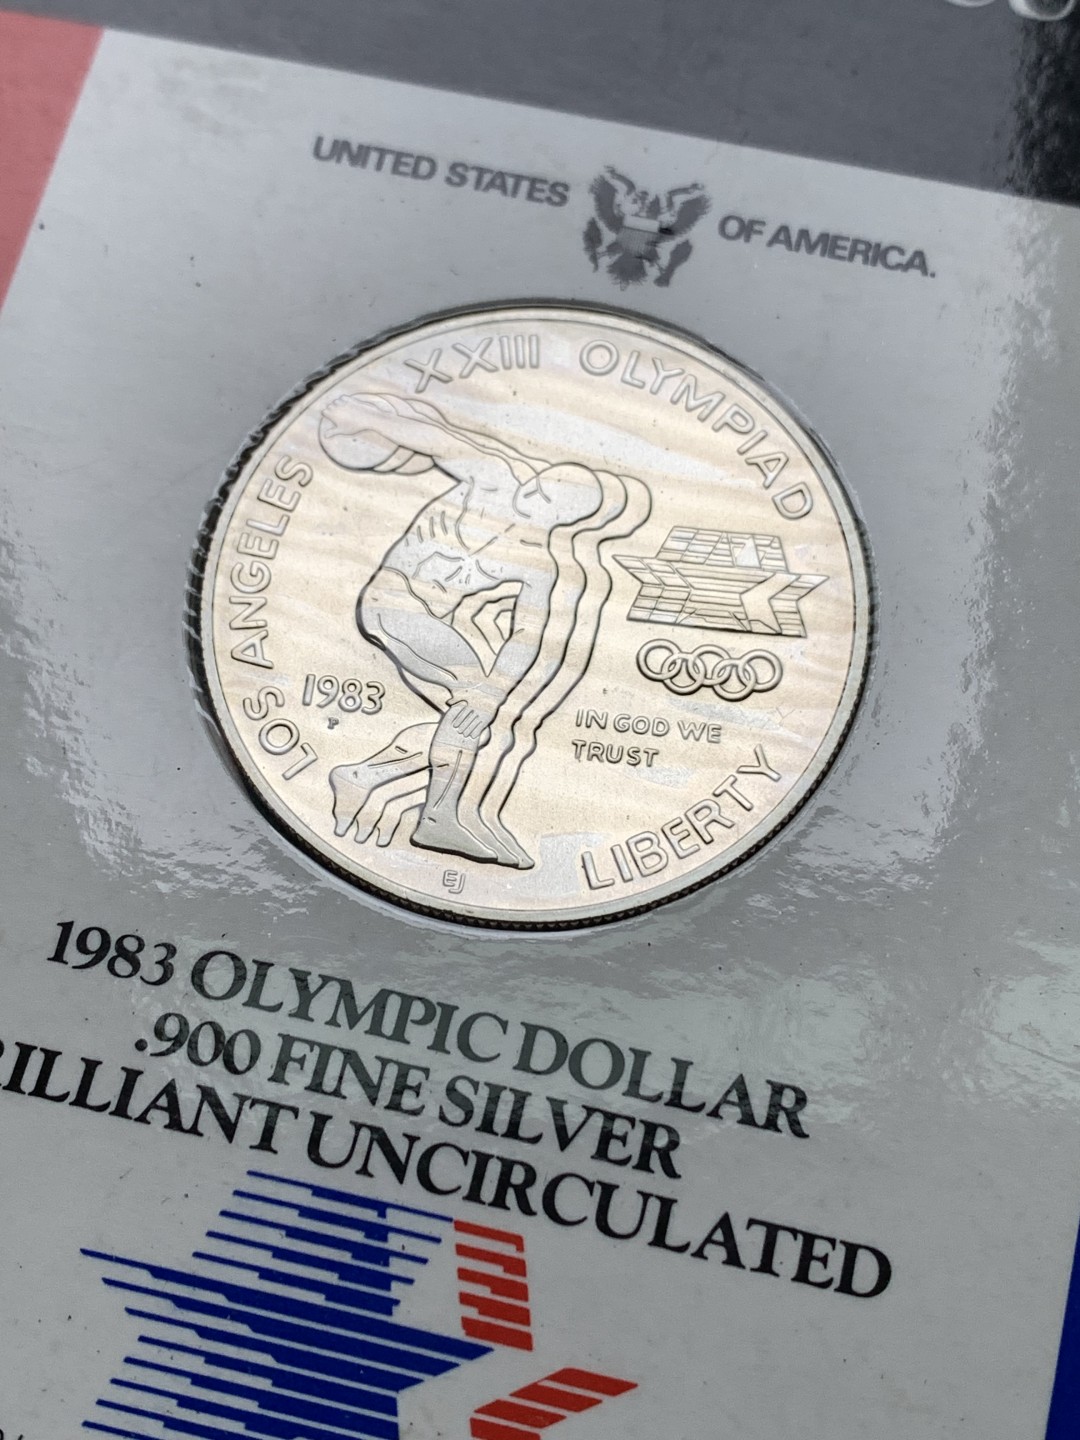 UNITED STATES OF AMERICA.
XXIII OLYMPIAD
LOS ANGELES
1983
P
IN GOD WE
TRUST
LIBERTY
EJ
1983 OLYMPIC DOLLAR
.900 FINE SILVER
RILLIANT UNCIRCULATED